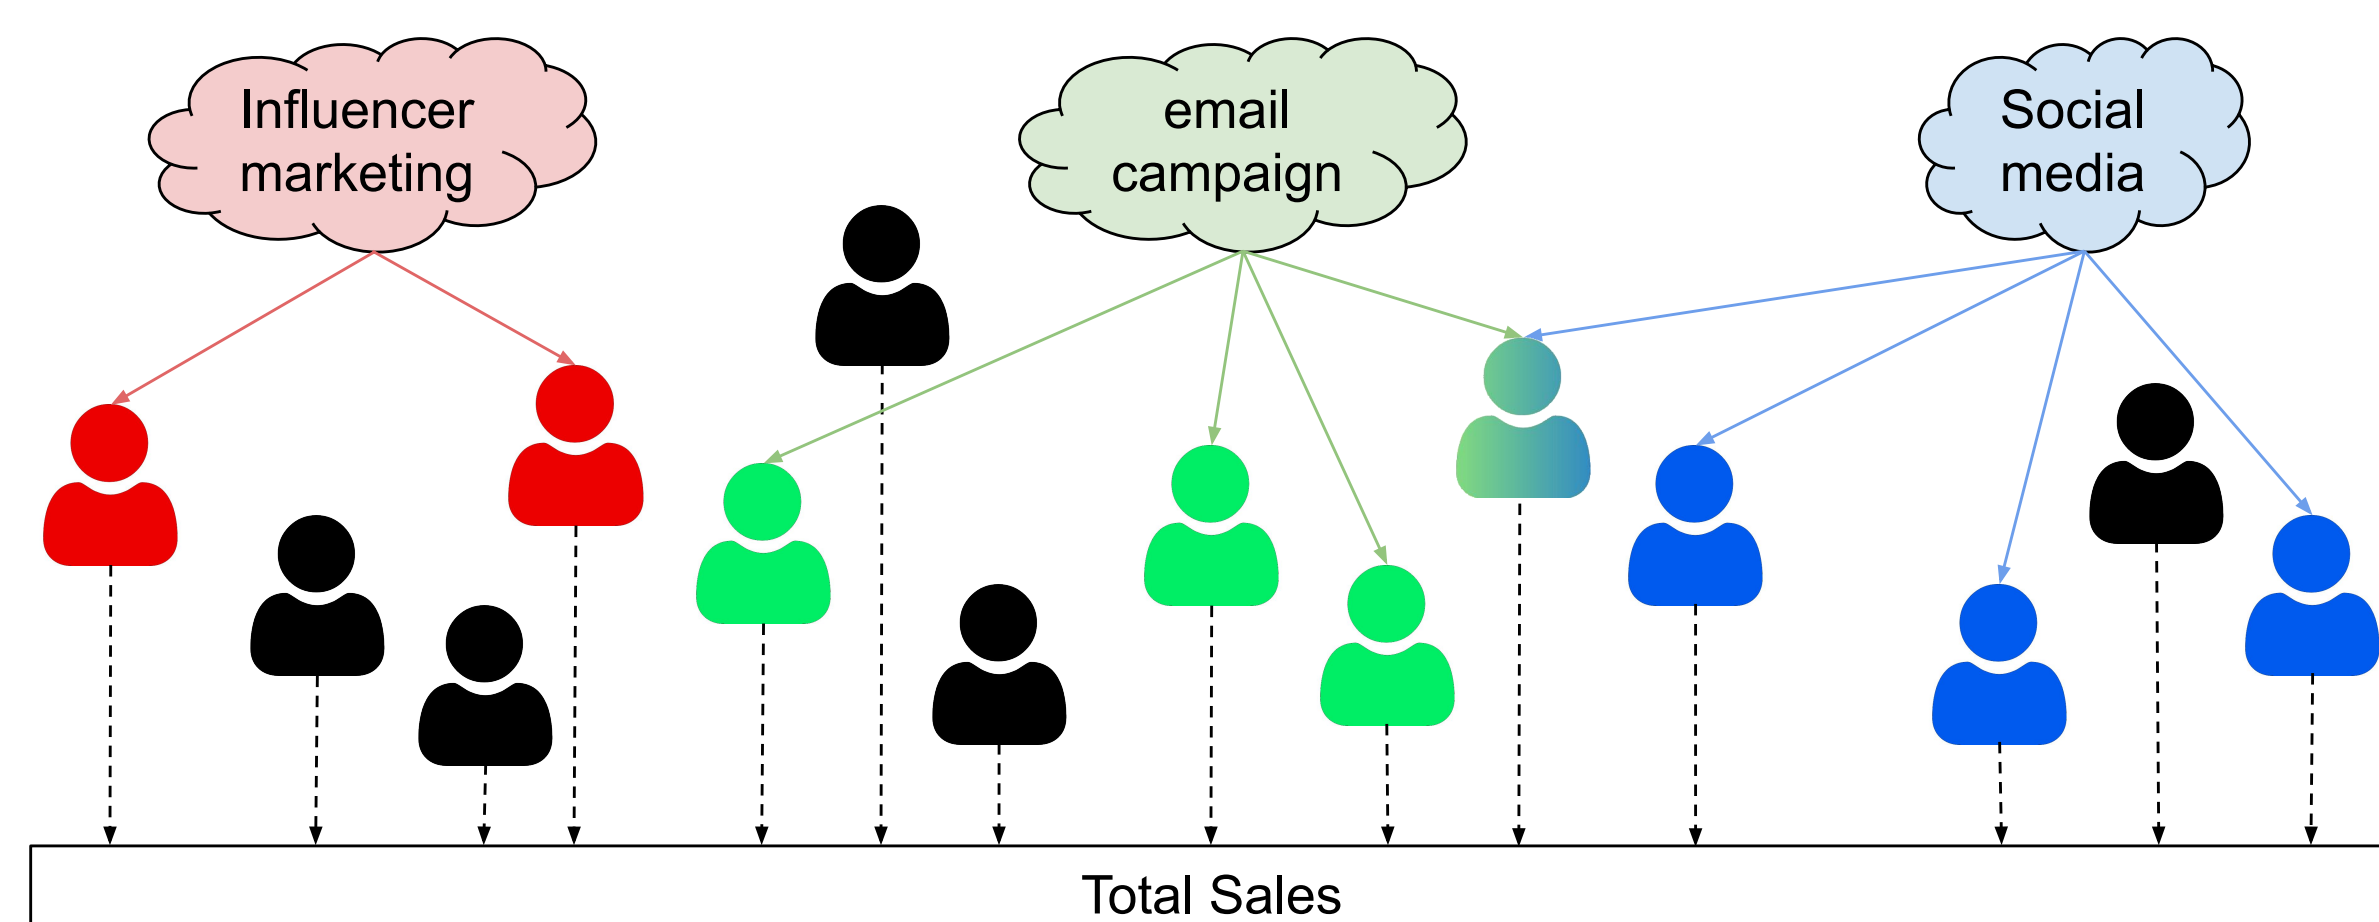 Influencer
marketing
email
campaign
Social
media
Total Sales